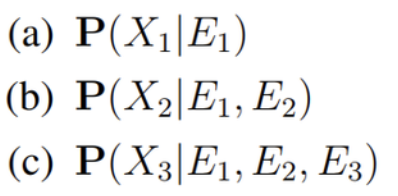 (a) P(X₁|E₁)
(b) P(X₂|E₁, E₂)
(c) P(X₃|E₁, E₂, E₃)